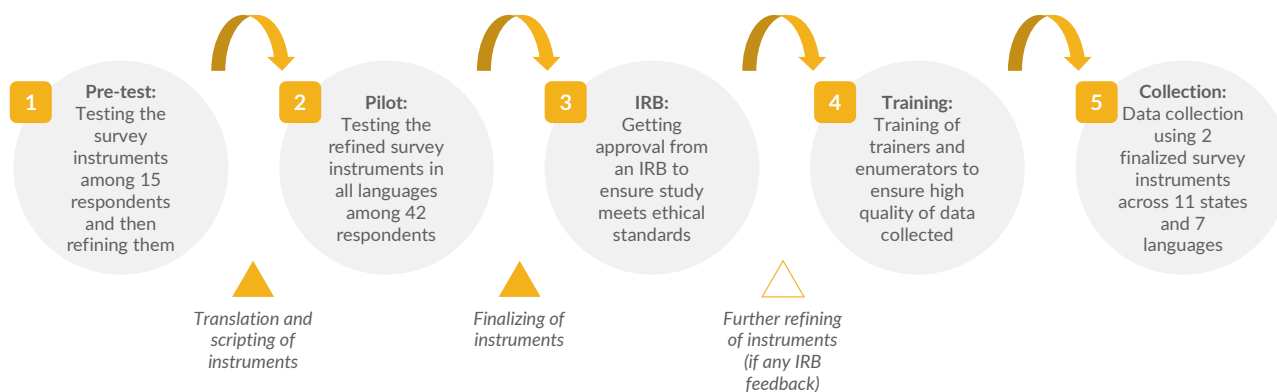 1
Pre-test:
Testing the
survey
instruments
among 15
respondents
and then
refining them
2
Pilot:
Testing the
refined survey
instruments in
all languages
among 42
respondents
3
IRB:
Getting
approval from
an IRB to
ensure study
meets ethical
standards
4
Training:
Training of
trainers and
enumerators to
ensure high
quality of data
collected
5
Collection:
Data collection
using 2
finalized survey
instruments
across 11 states
and 7
languages
Translation and
scripting of
instruments
Finalizing of
instruments
Further refining
of instruments
(if any IRB
feedback)